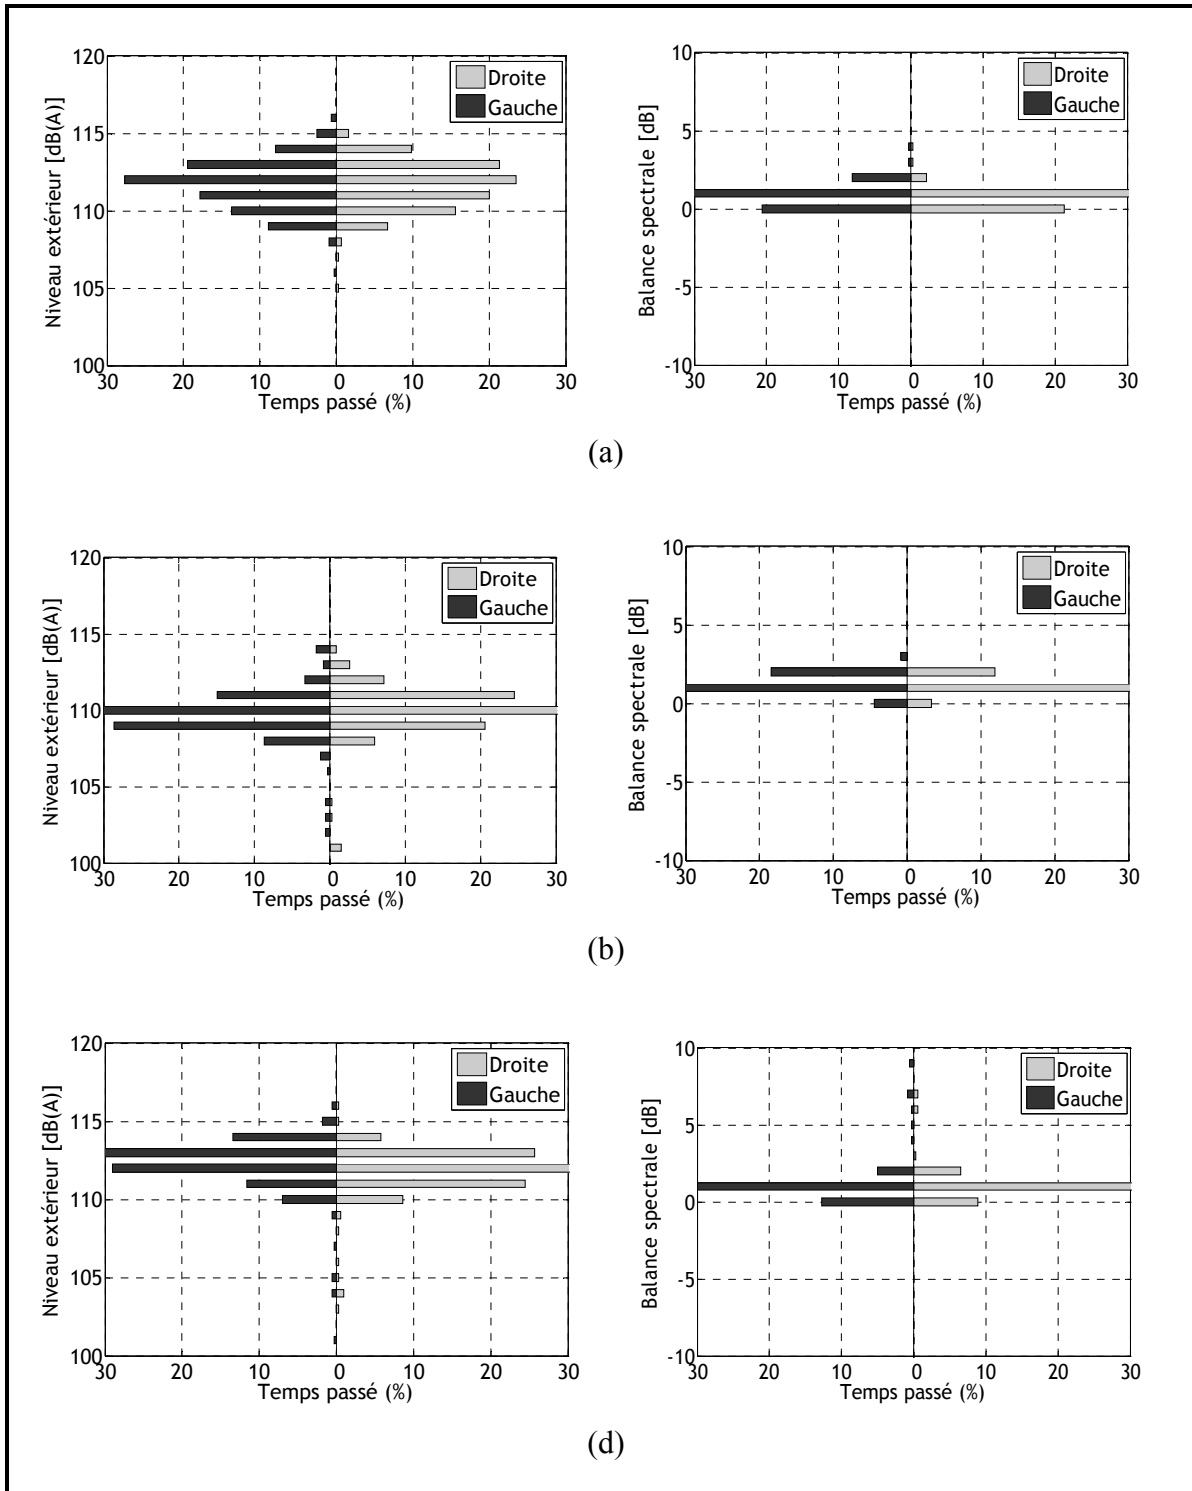 120
115
110
105
100
Niveau extérieur [dB(A)]
Droite
Gauche
30 20 10 0 10 20 30
Temps passé (%)
10
5
0
-5
-10
Balance spectrale [dB]
Droite
Gauche
30 20 10 0 10 20 30
Temps passé (%)
(a)
120
115
110
105
100
Niveau extérieur [dB(A)]
Droite
Gauche
30 20 10 0 10 20 30
Temps passé (%)
10
5
0
-5
-10
Balance spectrale [dB]
Droite
Gauche
30 20 10 0 10 20 30
Temps passé (%)
(b)
120
115
110
105
100
Niveau extérieur [dB(A)]
Droite
Gauche
30 20 10 0 10 20 30
Temps passé (%)
10
5
0
-5
-10
Balance spectrale [dB]
Droite
Gauche
30 20 10 0 10 20 30
Temps passé (%)
(d)